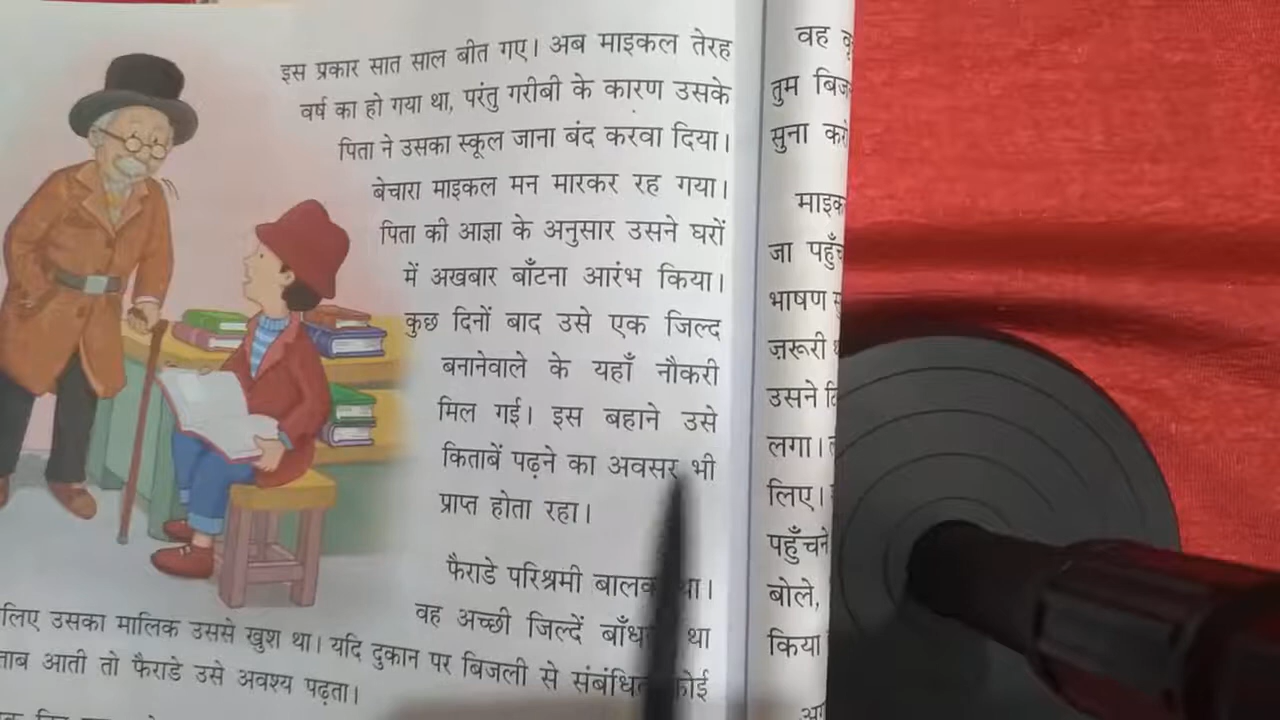 इस प्रकार सात साल बीत गए। अब माइकल तेरह
वर्ष का हो गया था, परंतु गरीबी के कारण उसके
पिता ने उसका स्कूल जाना बंद करवा दिया।
बेचारा माइकल मन मारकर रह गया।
पिता की आज्ञा के अनुसार उसने घरों
में अखबार बाँटना आरंभ किया।
कुछ दिनों बाद उसे एक जिल्द
बनानेवाले के यहाँ नौकरी
मिल गई। इस बहाने उसे
किताबें पढ़ने का अवसर भी
प्राप्त होता रहा।
फैराडे परिश्रमी बालक था।
वह अच्छी जिल्दें था
लिए उसका मालिक उससे खुश था। यदि दुकान पर बिजली से संबंधित कोई
आती तो फैराडे उसे अवश्य पढ़ता।
वह
तुम
सुना
जा
भाषण
जरूरी
उसने
लगा।
लिए।
पहुँचने
बोले,
किया